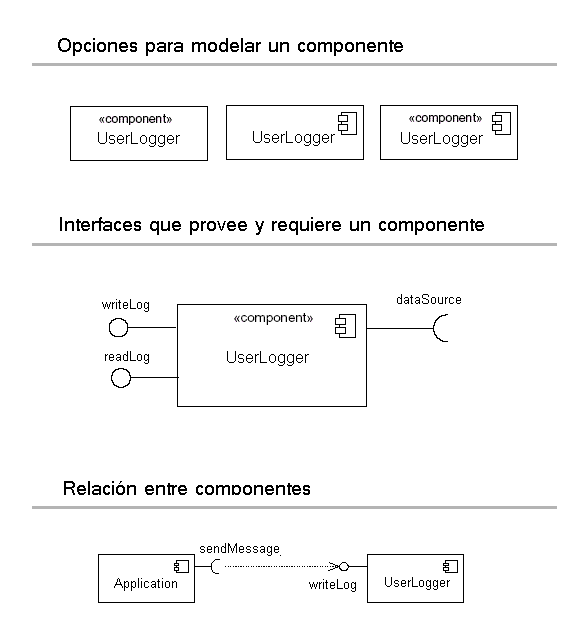 Opciones para modelar un componente
«component»
UserLogger
UserLogger
«component»
UserLogger
Interfaces que provee y requiere un componente
writeLog
readLog
«component»
UserLogger
dataSource
Relación entre componentes
sendMessage
Application
writeLog
UserLogger